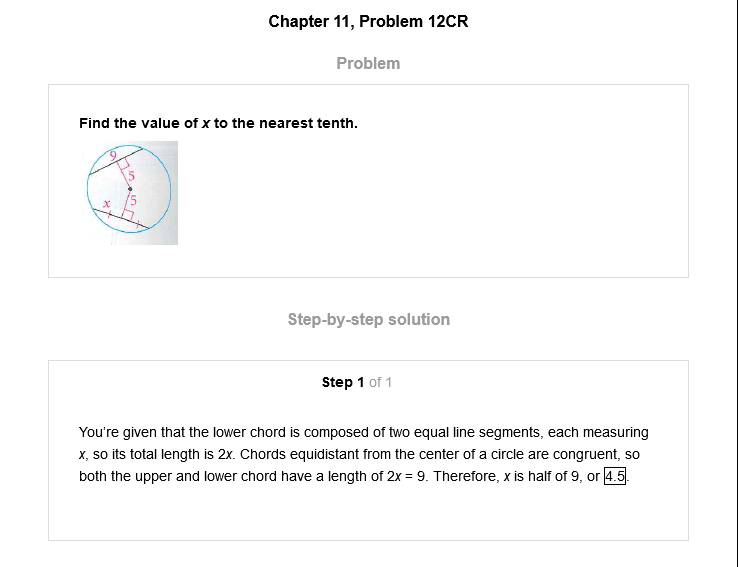 Chapter 11, Problem 12CR
Problem
Find the value of x to the nearest tenth.
9
5
x
5
Step-by-step solution
Step 1 of 1
You're given that the lower chord is composed of two equal line segments, each measuring
x, so its total length is 2x. Chords equidistant from the center of a circle are congruent, so
both the upper and lower chord have a length of 2x = 9. Therefore, x is half of 9, or 4.5.